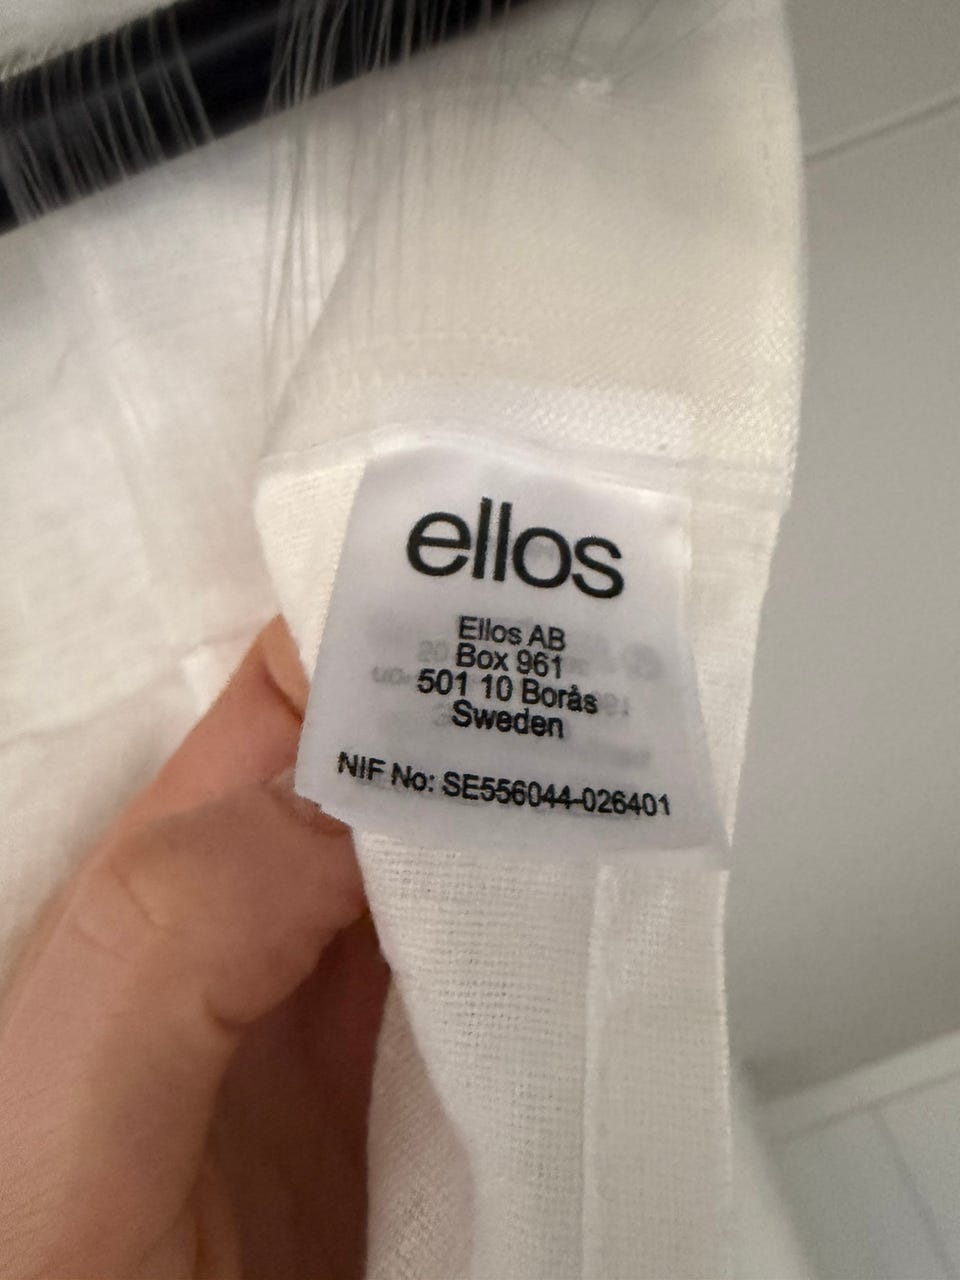 ellos
Ellos AB
Box 961
501 10 Borås
Sweden
NIF No: SE556044-026401